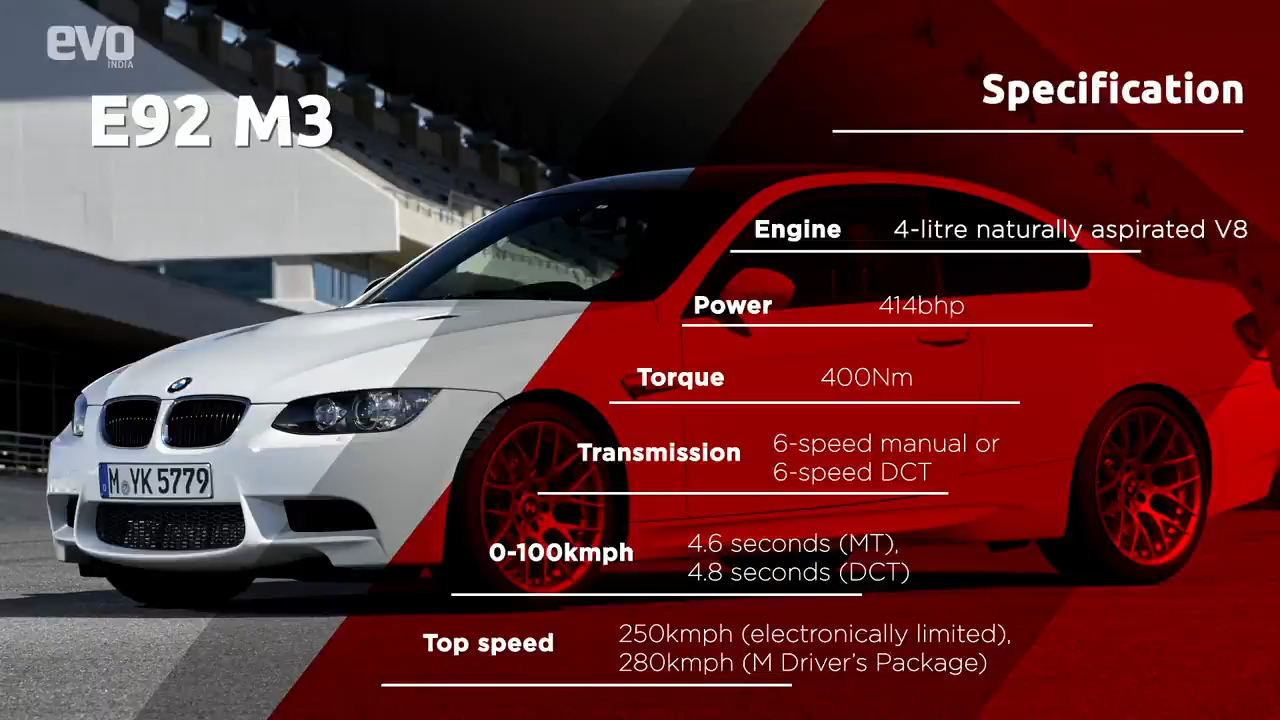 evo
INDIA
E92 M3
Specification
Engine 4-litre naturally aspirated V8
Power 414bhp
Torque 400Nm
Transmission 6-speed manual or
6-speed DCT
0-100kmph 4.6 seconds (MT),
4.8 seconds (DCT)
Top speed 250kmph (electronically limited),
280kmph (M Driver's Package)
M YK 5779